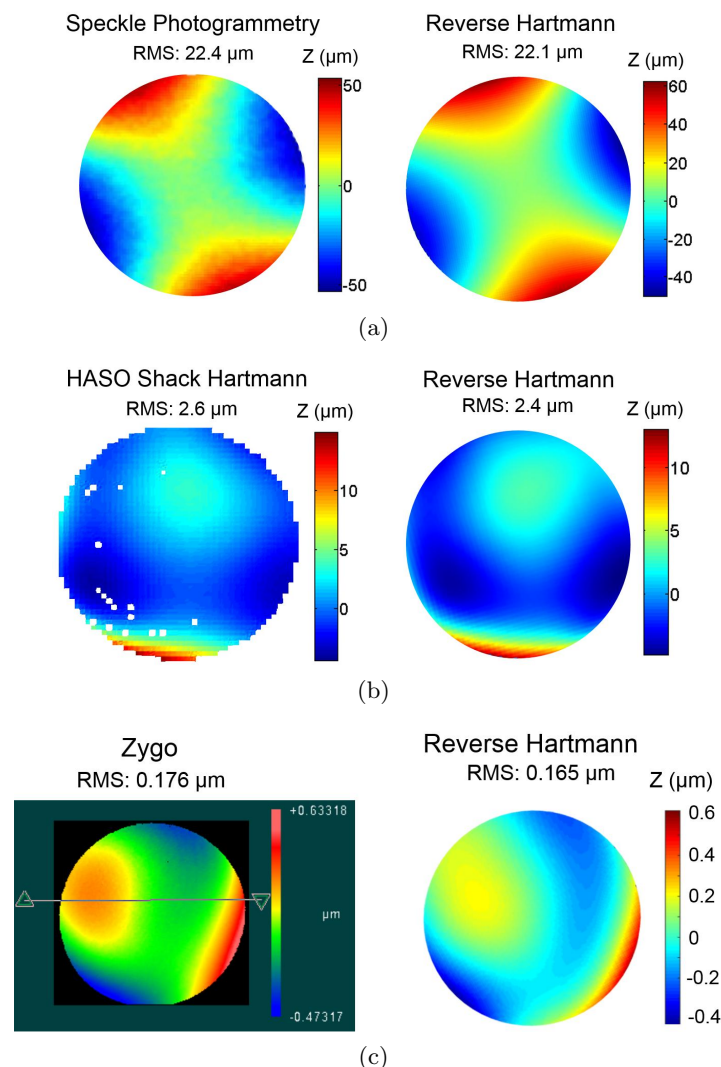 Speckle Photogrammetry
RMS: 22.4 µm
Z (µm)
50
0
-50
Reverse Hartmann
RMS: 22.1 µm
Z (µm)
60
40
20
0
-20
-40
(a)
HASO Shack Hartmann
RMS: 2.6 µm
Z (µm)
10
5
0
Reverse Hartmann
RMS: 2.4 µm
Z (µm)
10
5
0
(b)
Zygo
RMS: 0.176 µm
+0.63318
µm
-0.47317
Reverse Hartmann
RMS: 0.165 µm
Z (µm)
0.6
0.4
0.2
0
-0.2
-0.4
(c)